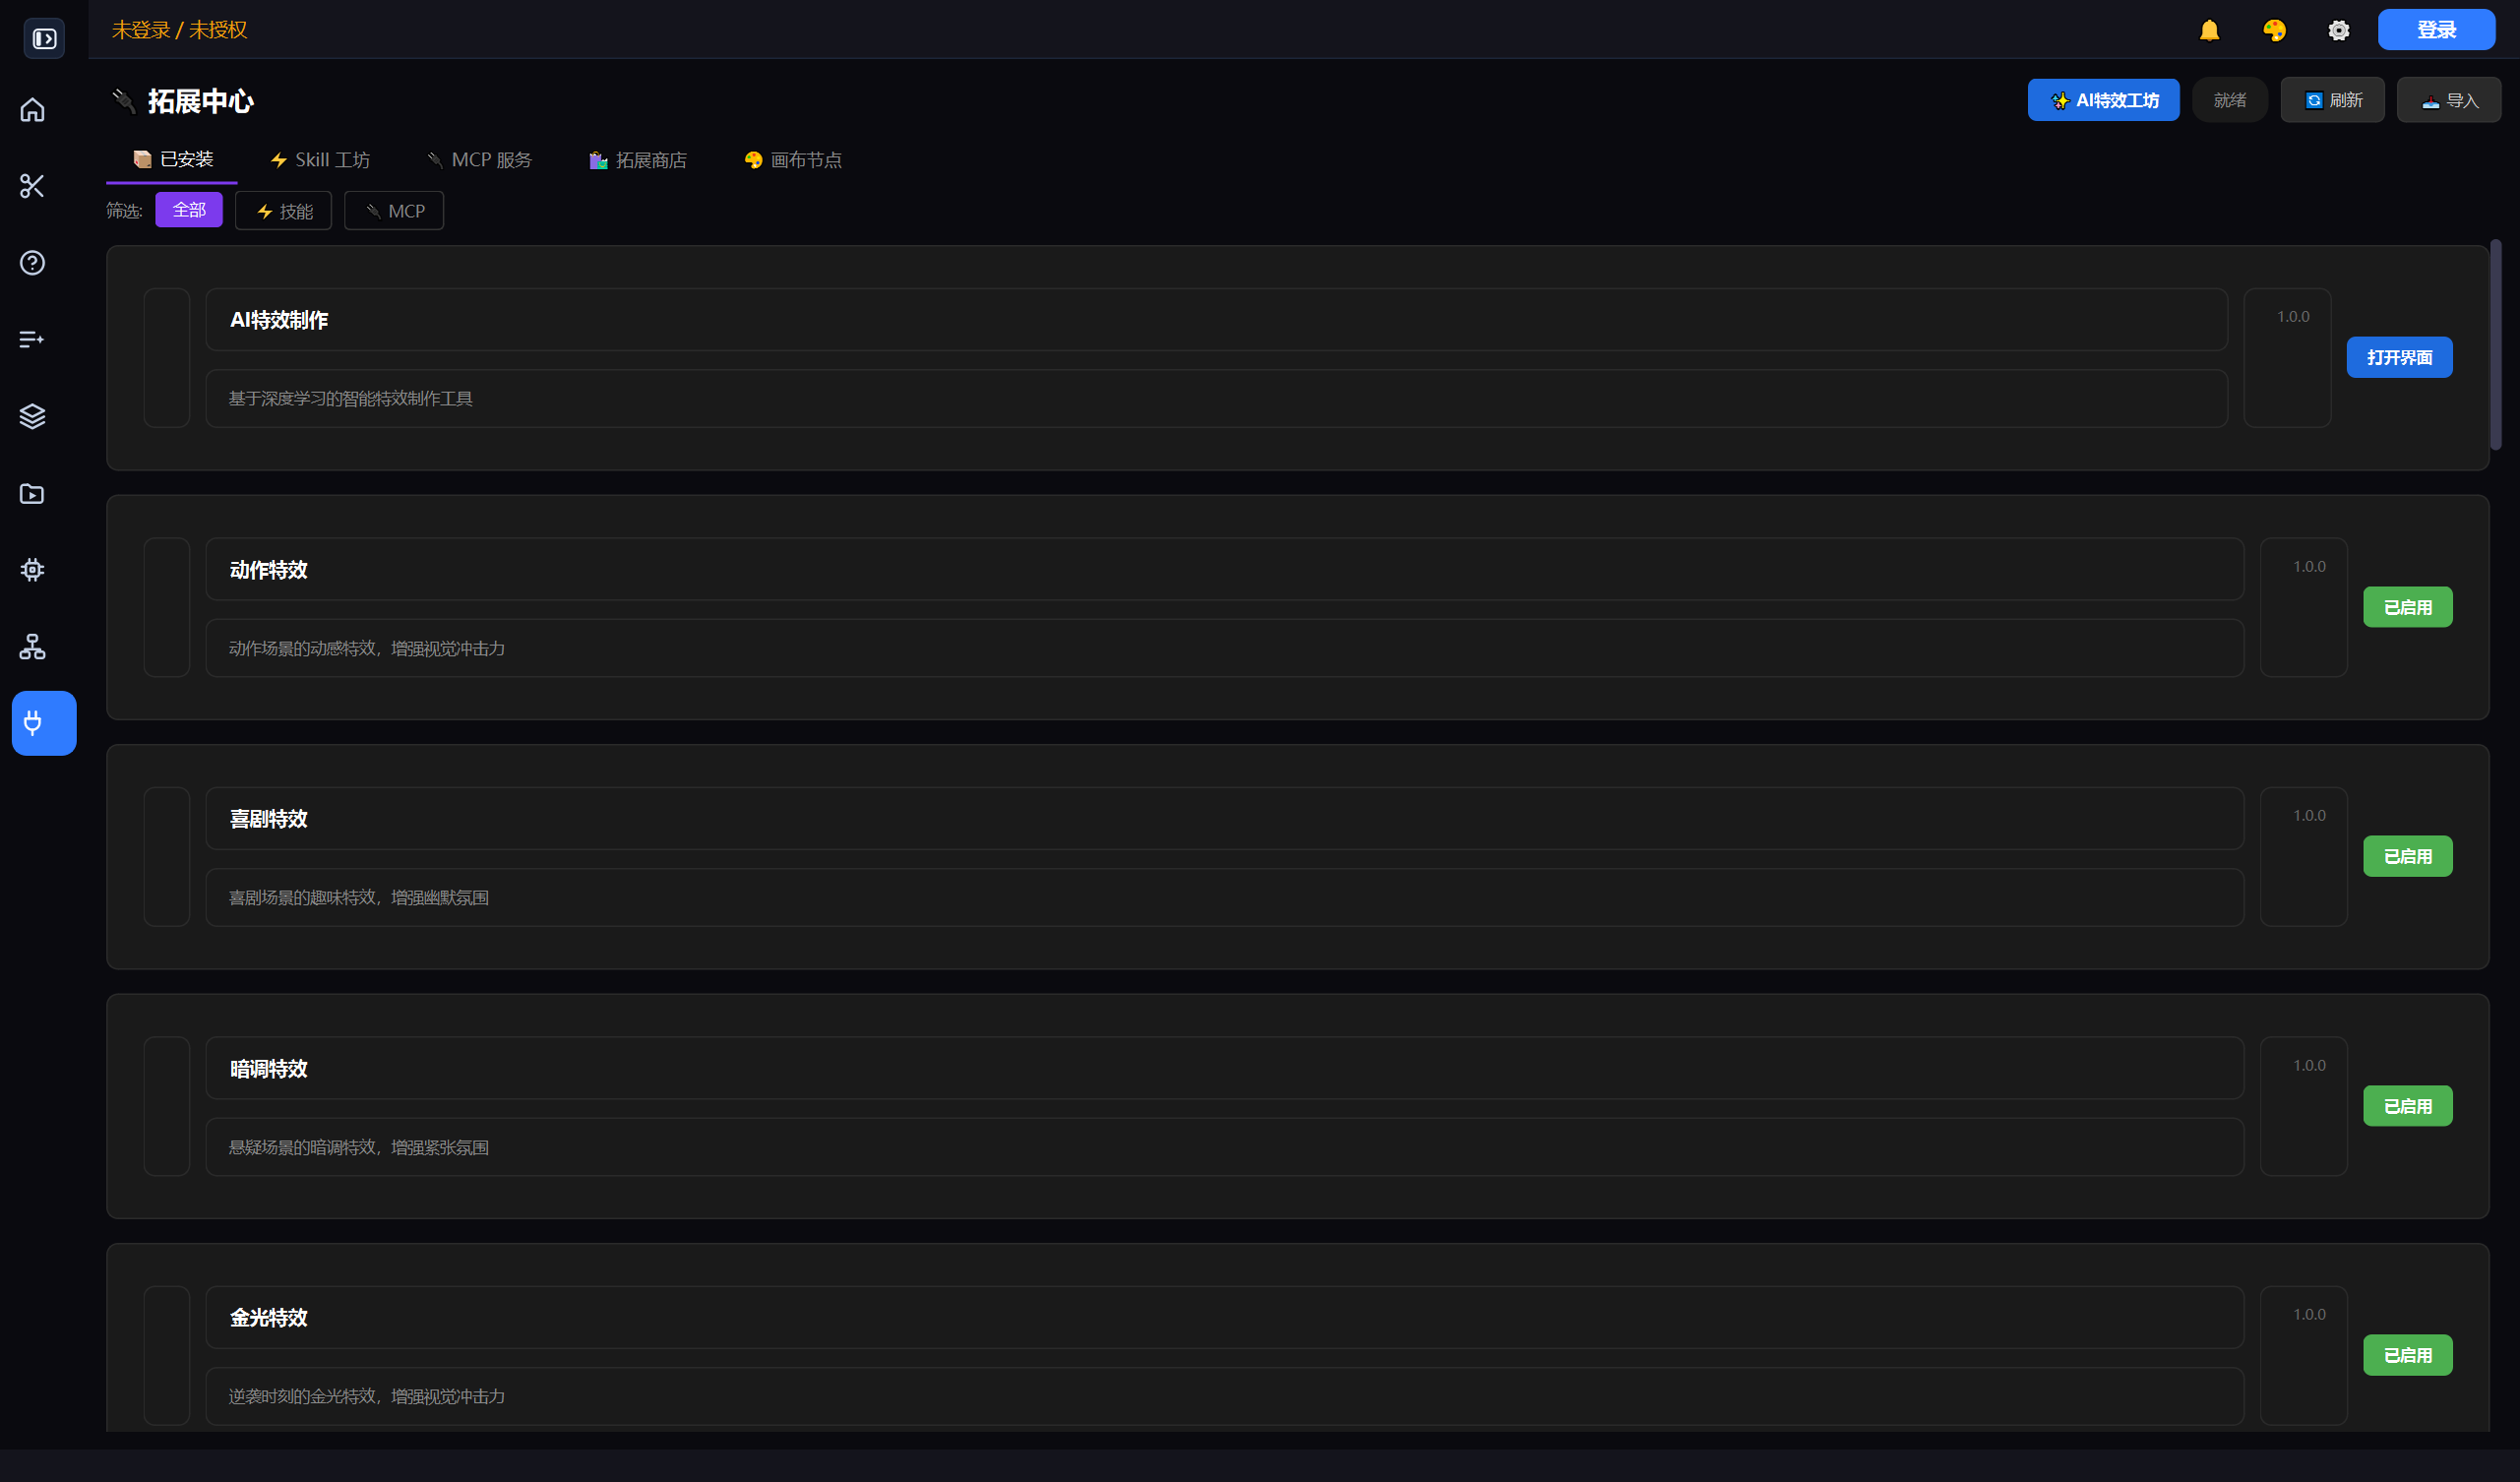 未登录 / 未授权
登录
拓展中心
AI特效工坊
就绪
刷新
导入
已安装
Skill 工坊
MCP 服务
拓展商店
画布节点
筛选:
全部
技能
MCP
AI特效制作
1.0.0
打开界面
基于深度学习的智能特效制作工具
动作特效
1.0.0
已启用
动作场景的动感特效，增强视觉冲击力
喜剧特效
1.0.0
已启用
喜剧场景的趣味特效，增强幽默氛围
暗调特效
1.0.0
已启用
悬疑场景的暗调特效，增强紧张氛围
金光特效
1.0.0
已启用
逆袭时刻的金光特效，增强视觉冲击力